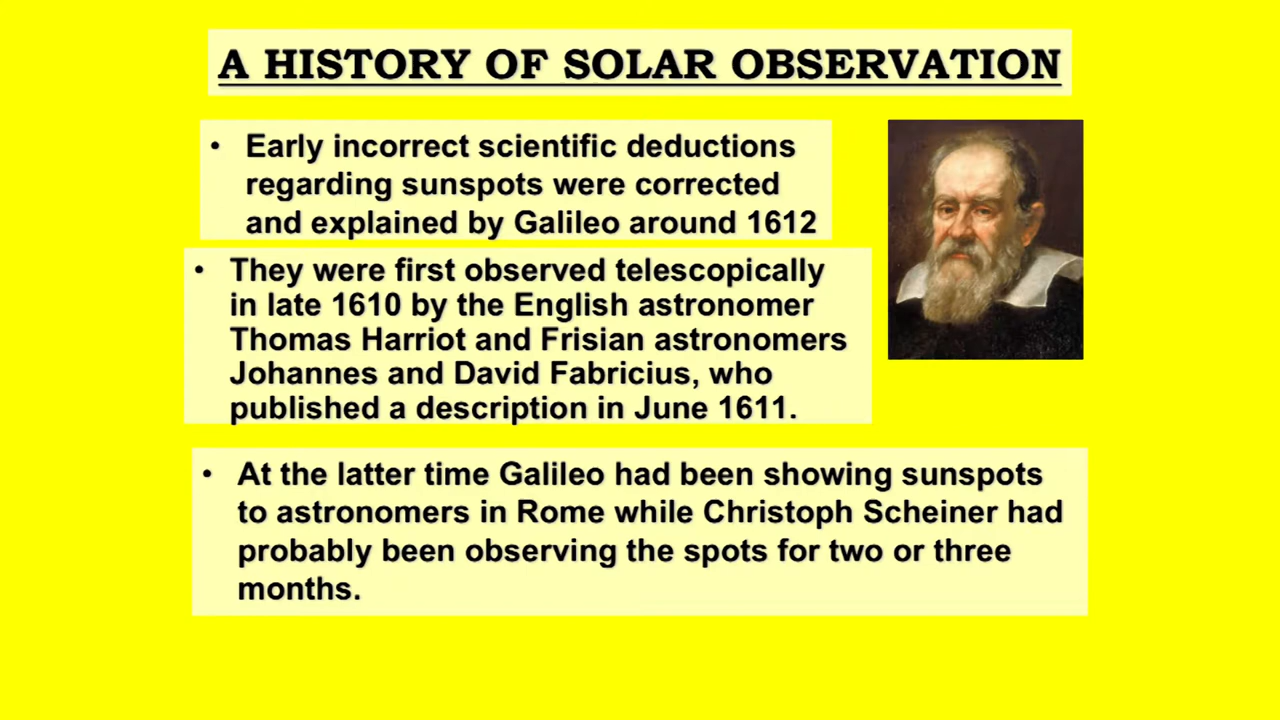 A HISTORY OF SOLAR OBSERVATION
• Early incorrect scientific deductions
regarding sunspots were corrected
and explained by Galileo around 1612
• They were first observed telescopically
in late 1610 by the English astronomer
Thomas Harriot and Frisian astronomers
Johannes and David Fabricius, who
published a description in June 1611.
• At the latter time Galileo had been showing sunspots
to astronomers in Rome while Christoph Scheiner had
probably been observing the spots for two or three
months.